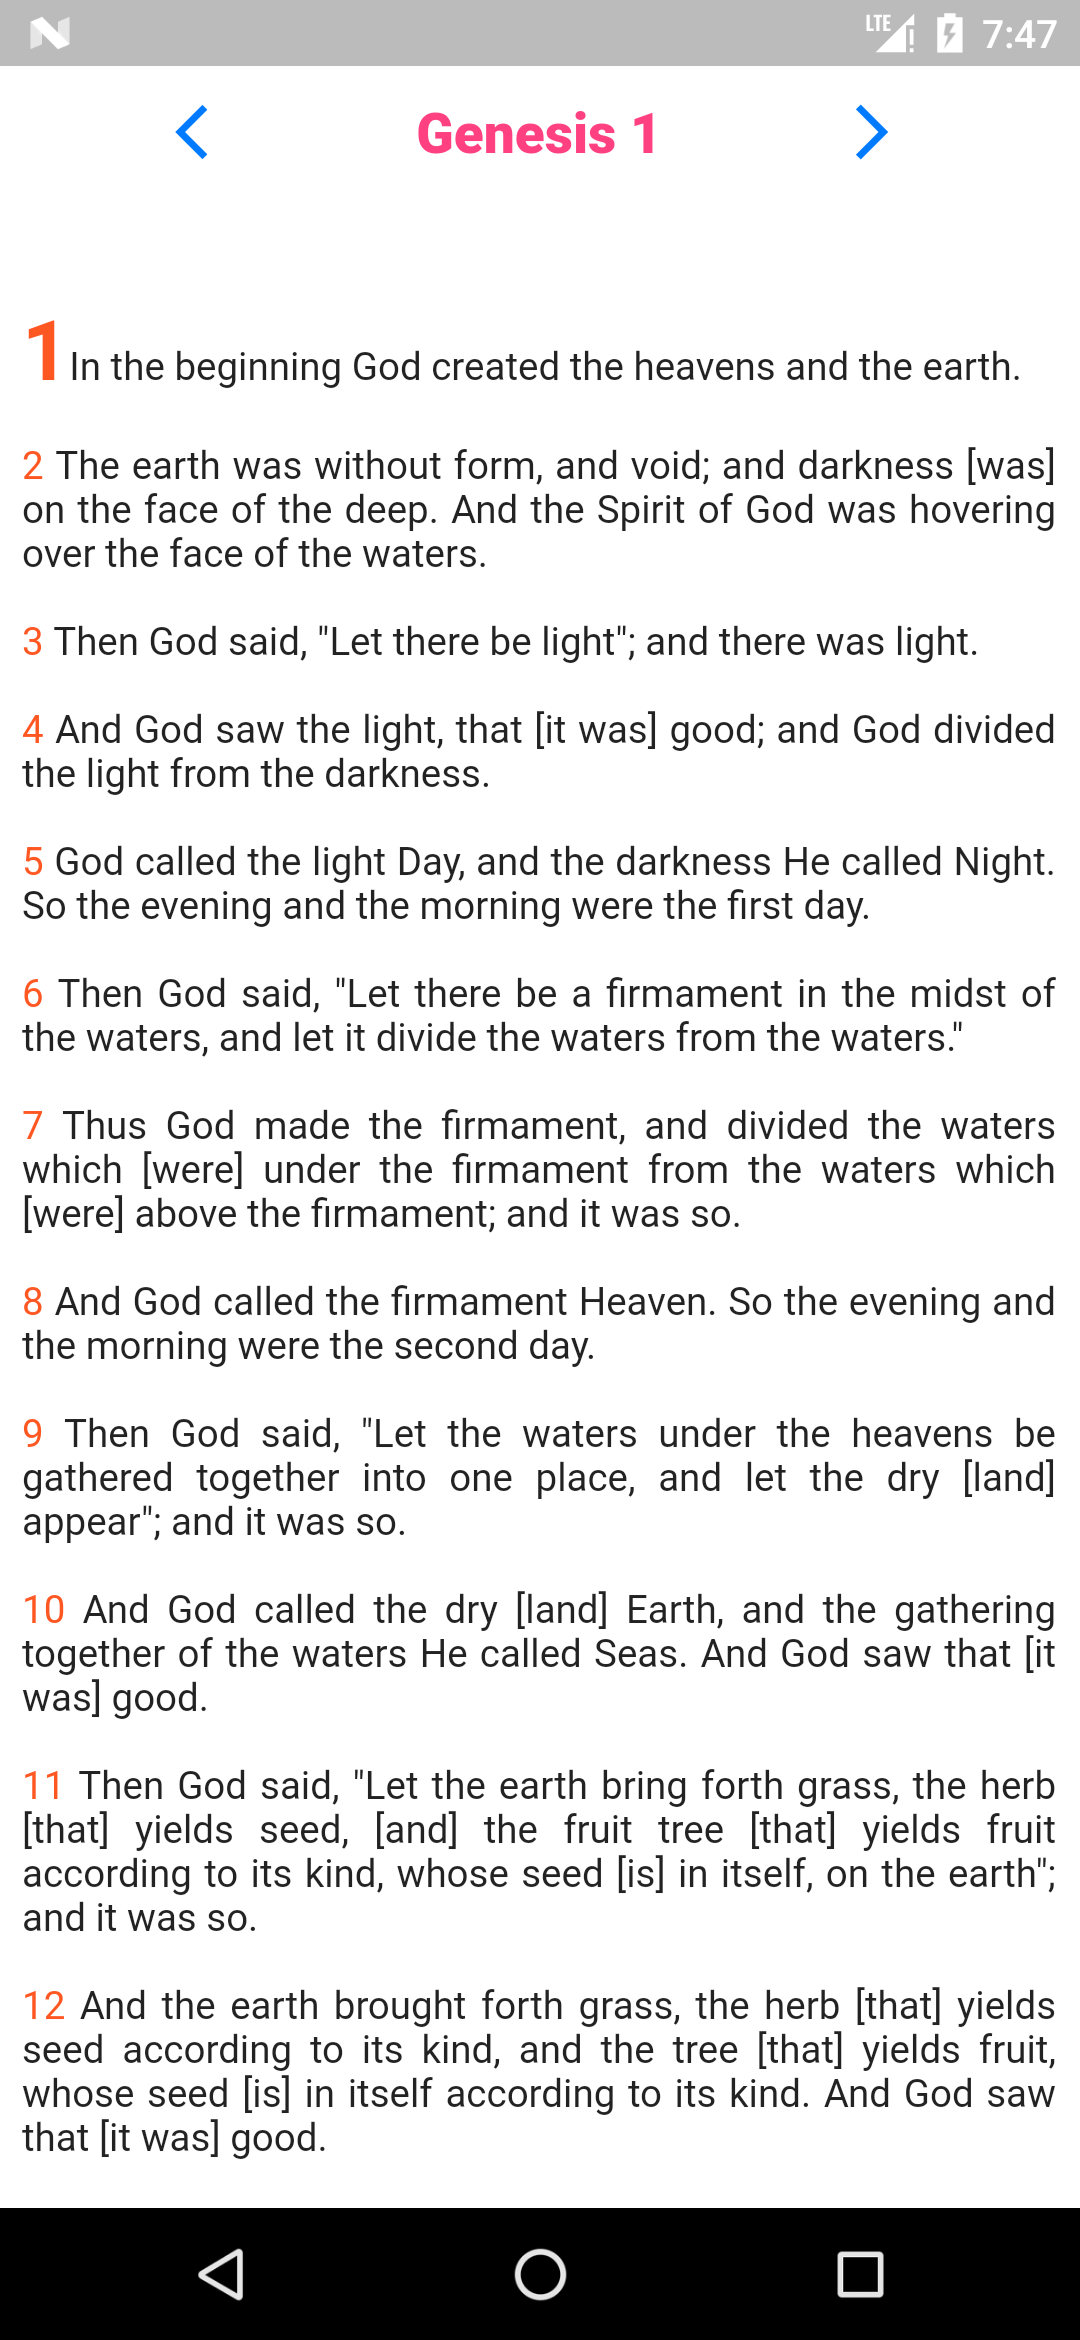 LTE 7:47
Genesis 1
1 In the beginning God created the heavens and the earth.
2 The earth was without form, and void; and darkness [was]
on the face of the deep. And the Spirit of God was hovering
over the face of the waters.
3 Then God said, "Let there be light"; and there was light.
4 And God saw the light, that [it was] good; and God divided
the light from the darkness.
5 God called the light Day, and the darkness He called Night.
So the evening and the morning were the first day.
6 Then God said, "Let there be a firmament in the midst of
the waters, and let it divide the waters from the waters."
7 Thus God made the firmament, and divided the waters
which [were] under the firmament from the waters which
[were] above the firmament; and it was so.
8 And God called the firmament Heaven. So the evening and
the morning were the second day.
9 Then God said, "Let the waters under the heavens be
gathered together into one place, and let the dry [land]
appear"; and it was so.
10 And God called the dry [land] Earth, and the gathering
together of the waters He called Seas. And God saw that [it
was] good.
11 Then God said, "Let the earth bring forth grass, the herb
[that] yields seed, [and] the fruit tree [that] yields fruit
according to its kind, whose seed [is] in itself, on the earth";
and it was so.
12 And the earth brought forth grass, the herb [that] yields
seed according to its kind, and the tree [that] yields fruit,
whose seed [is] in itself according to its kind. And God saw
that [it was] good.